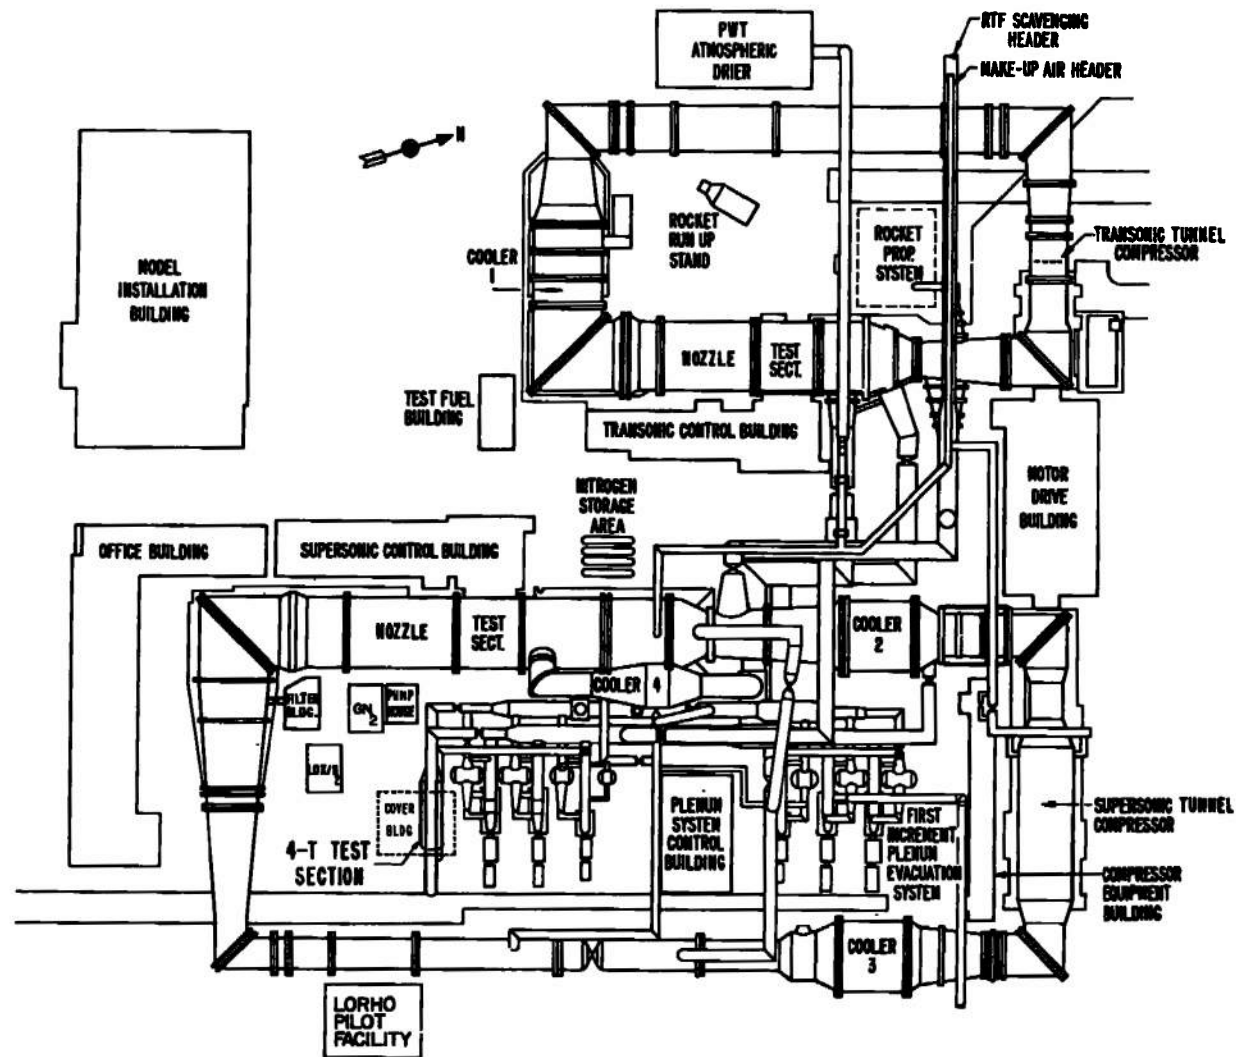 PWT
ATMOSPHERIC
DRIER
RTF SCAVENGING
HEADER
MAKE-UP AIR HEADER
N
MODEL
INSTALLATION
BUILDING
COOLER
1
ROCKET
RUN UP
STAND
ROCKET
PROP.
SYSTEM
TRANSONIC TUNNEL
COMPRESSOR
NOZZLE
TEST
SECT.
TEST FUEL
BUILDING
TRANSONIC CONTROL BUILDING
MOTOR
DRIVE
BUILDING
NITROGEN
STORAGE
AREA
OFFICE BUILDING
SUPERSONIC CONTROL BUILDING
NOZZLE
TEST
SECT.
COOLER
2
COOLER 4
FILTER
BLDG.
GN2
PUMP
HOUSE
COVER
BLDG
4-T TEST
SECTION
PLENUM
SYSTEM
CONTROL
BUILDING
FIRST
INCREMENT
PLENUM
EVACUATION
SYSTEM
SUPERSONIC TUNNEL
COMPRESSOR
COMPRESSOR
EQUIPMENT
BUILDING
COOLER
3
LORHO
PILOT
FACILITY